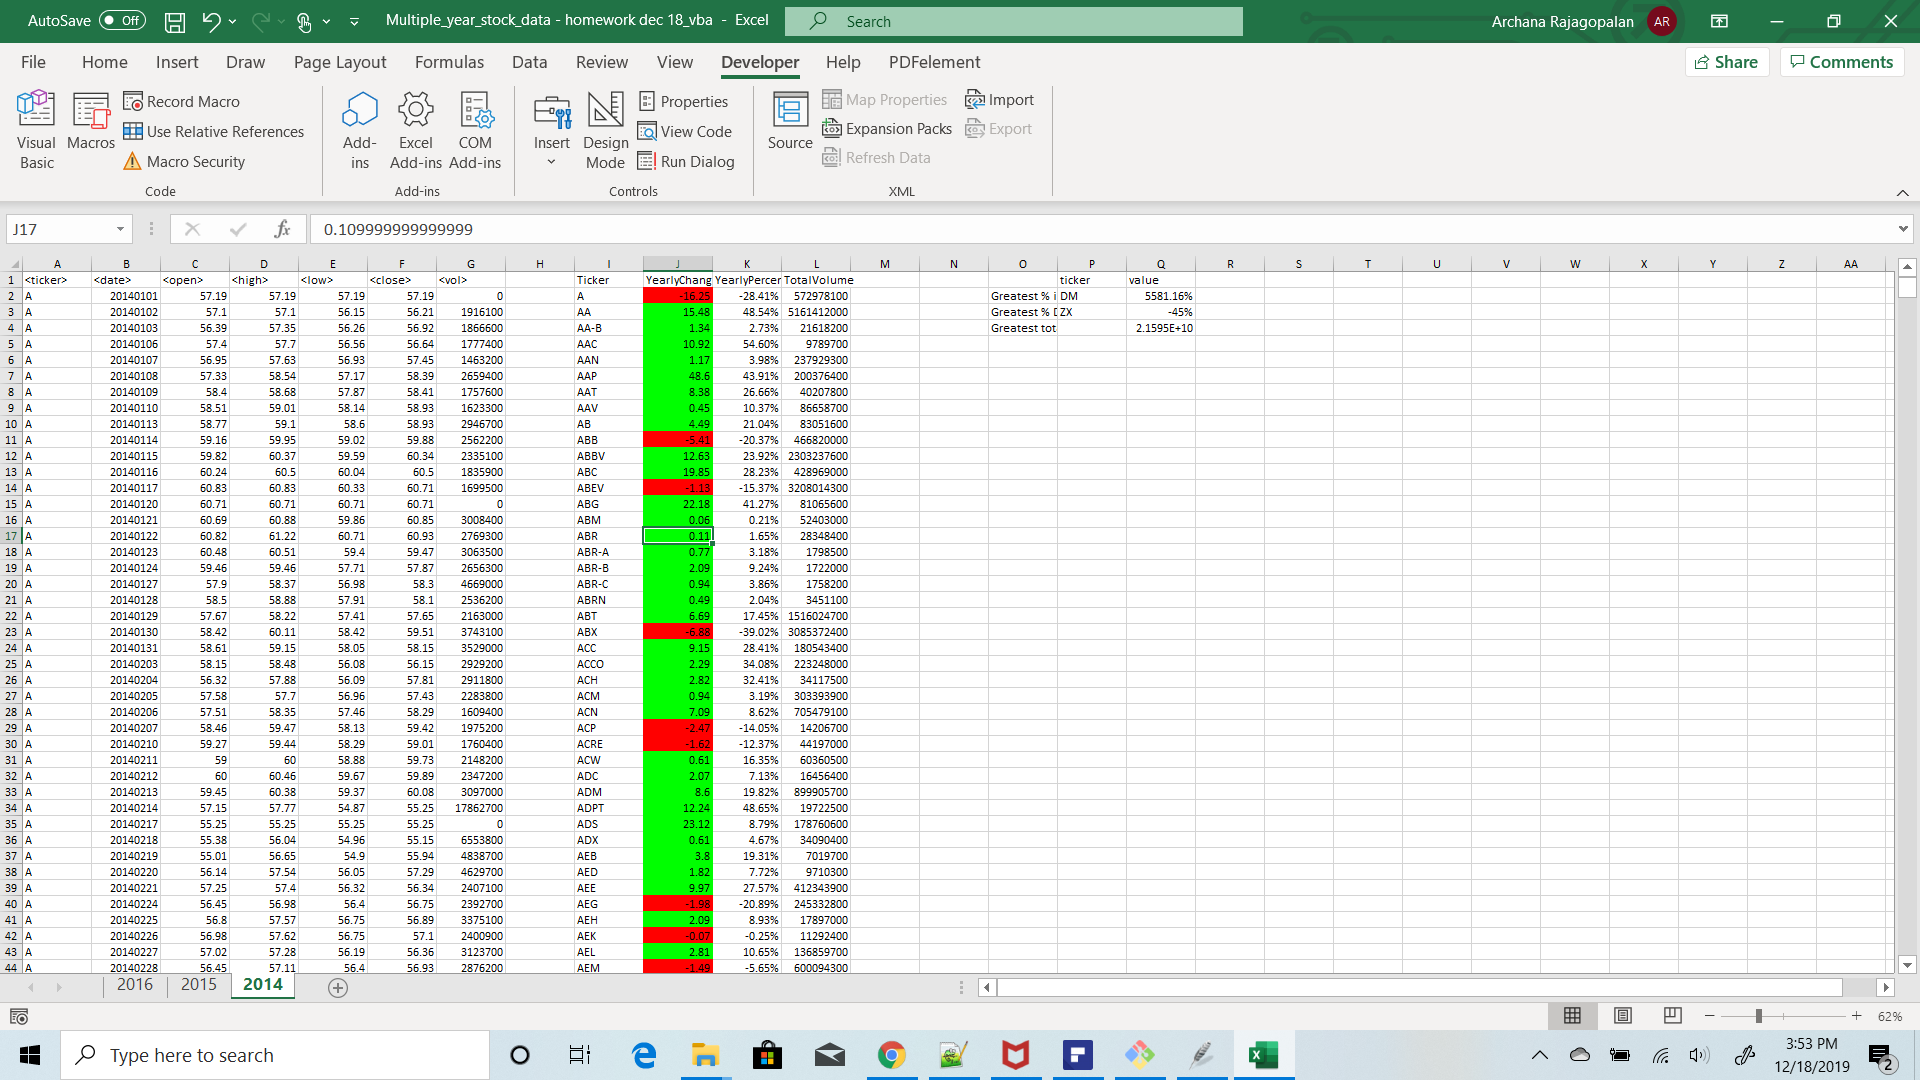 AutoSave Off Multiple_year_stock_data - homework dec 18_vba - Excel Search Archana Rajagopalan AR
File Home Insert Draw Page Layout Formulas Data Review View Developer Help PDFelement Share Comments
Visual Basic Macros Record Macro Use Relative References Macro Security Code
Add-ins Excel Add-ins COM Add-ins Add-ins
Insert Design Mode Properties View Code Run Dialog Controls
Source Map Properties Expansion Packs Refresh Data Import Export XML
J17 fx 0.109999999999999
A B C D E F G H I J K L M N O P Q R S T U V W X Y Z AA
1 <ticker> <date> <open> <high> <low> <close> <vol> Ticker YearlyChang YearlyPercer TotalVolume ticker value
2 A 20140101 57.19 57.19 57.19 57.19 0 A -16.25 -28.41% 572978100 Greatest % i DM 5581.16%
3 A 20140102 57.1 57.1 56.15 56.21 1916100 AA 15.48 48.54% 5161412000 Greatest % D ZX -45%
4 A 20140103 56.39 57.35 56.26 56.92 1866600 AA-B 1.34 2.73% 21618200 Greatest tot 2.1595E+10
5 A 20140106 57.4 57.7 56.56 56.64 1777400 AAC 10.92 54.60% 9789700
6 A 20140107 56.95 57.63 56.93 57.45 1463200 AAN 1.17 3.98% 237929300
7 A 20140108 57.33 58.54 57.17 58.39 2659400 AAP 48.6 43.91% 200376400
8 A 20140109 58.4 58.68 57.87 58.41 1757600 AAT 8.38 26.66% 40207800
9 A 20140110 58.51 59.01 58.14 58.93 1623300 AAV 0.45 10.37% 86658700
10 A 20140113 58.77 59.1 58.6 58.93 2946700 AB 4.49 21.04% 83051600
11 A 20140114 59.16 59.95 59.02 59.88 2562200 ABB -5.41 -20.37% 466820000
12 A 20140115 59.82 60.37 59.59 60.34 2335100 ABBV 12.63 23.92% 2303237600
13 A 20140116 60.24 60.5 60.04 60.5 1835900 ABC 19.85 28.23% 428969000
14 A 20140117 60.83 60.83 60.33 60.71 1699500 ABEV -1.13 -15.37% 3208014300
15 A 20140120 60.71 60.71 60.71 60.71 0 ABG 22.18 41.27% 81065600
16 A 20140121 60.69 60.88 59.86 60.85 3008400 ABM 0.06 0.21% 52403000
17 A 20140122 60.82 61.22 60.71 60.93 2769300 ABR 0.11 1.65% 28348400
18 A 20140123 60.48 60.51 59.4 59.47 3063500 ABR-A 0.77 3.18% 1798500
19 A 20140124 59.46 59.46 57.71 57.87 2656300 ABR-B 2.09 9.24% 1722000
20 A 20140127 57.9 58.37 56.98 58.3 4669000 ABR-C 0.94 3.86% 1758200
21 A 20140128 58.5 58.88 57.91 58.1 2536200 ABRN 0.49 2.04% 3451100
22 A 20140129 57.67 58.22 57.41 57.65 2163000 ABT 6.69 17.45% 1516024700
23 A 20140130 58.42 60.11 58.42 59.51 3743100 ABX -6.88 -39.02% 3085372400
24 A 20140131 58.61 59.15 58.05 58.15 3529000 ACC 9.15 28.41% 180543400
25 A 20140203 58.15 58.48 56.08 56.15 2929200 ACCO 2.29 34.08% 223248000
26 A 20140204 56.32 57.88 56.09 57.81 2911800 ACH 2.82 32.41% 34117500
27 A 20140205 57.58 57.7 56.96 57.43 2283800 ACM 0.94 3.19% 303393900
28 A 20140206 57.51 58.35 57.46 58.29 1609400 ACN 7.09 8.62% 705479100
29 A 20140207 58.46 59.47 58.13 59.42 1975200 ACP -2.47 -14.05% 14206700
30 A 20140210 59.27 59.44 58.29 59.01 1760400 ACRE -1.62 -12.37% 44197000
31 A 20140211 59 60 58.88 59.73 2148200 ACW 0.61 16.35% 60360500
32 A 20140212 60 60.46 59.67 59.89 2347200 ADC 2.07 7.13% 16456400
33 A 20140213 59.45 60.38 59.37 60.08 3097000 ADM 8.6 19.82% 899905700
34 A 20140214 57.15 57.77 54.87 55.25 17862700 ADPT 12.24 48.65% 19722500
35 A 20140217 55.25 55.25 55.25 55.25 0 ADS 23.12 8.79% 178760600
36 A 20140218 55.38 56.04 54.96 55.15 6553800 ADX 0.61 4.67% 34090400
37 A 20140219 55.01 56.65 54.9 55.94 4838700 AEB 3.8 19.31% 7019700
38 A 20140220 56.14 57.54 56.05 57.29 4629700 AED 1.82 7.72% 9710300
39 A 20140221 57.25 57.4 56.32 56.34 2407100 AEE 9.97 27.57% 412343900
40 A 20140224 56.45 56.98 56.4 56.75 2392700 AEG -1.98 -20.89% 245332800
41 A 20140225 56.8 57.57 56.75 56.89 3375100 AEH 2.09 8.93% 17897000
42 A 20140226 56.98 57.62 56.75 57.1 2400900 AEK -0.07 -0.25% 11292400
43 A 20140227 57.02 57.28 56.19 56.36 3123700 AEL 2.81 10.65% 136859700
44 A 20140228 56.45 57.11 56.4 56.93 2876200 AEM -1.49 -5.65% 600094300
2016 2015 2014
62%
Type here to search 3:53 PM
12/18/2019 2